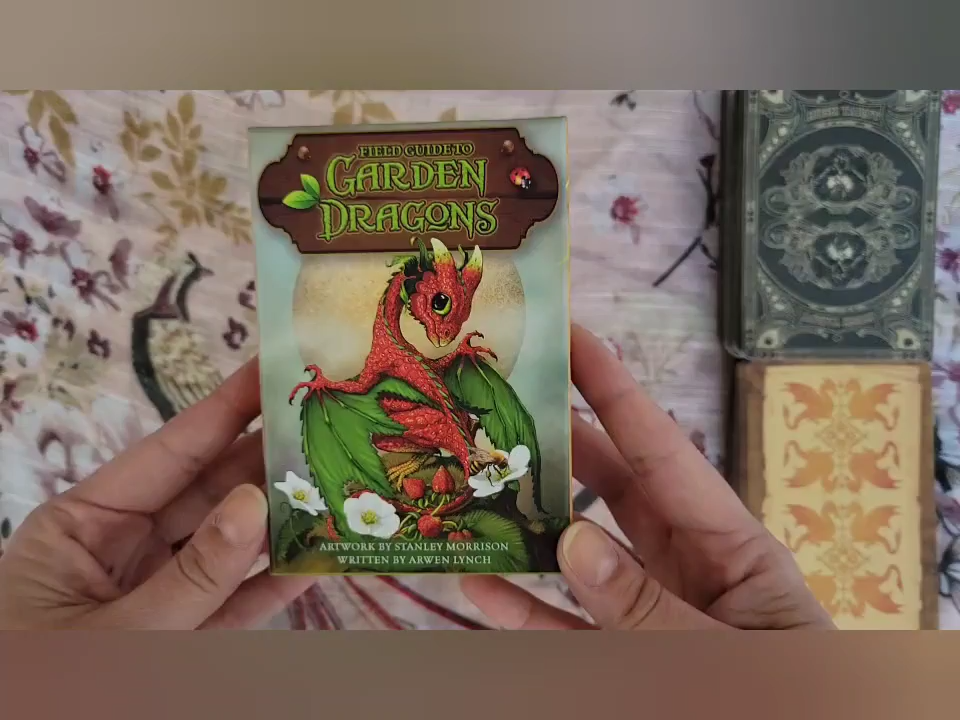 FIELD GUIDE TO
GARDEN
DRAGONS
ARTWORK BY STANLEY MORRISON
WRITTEN BY ARWEN LYNCH